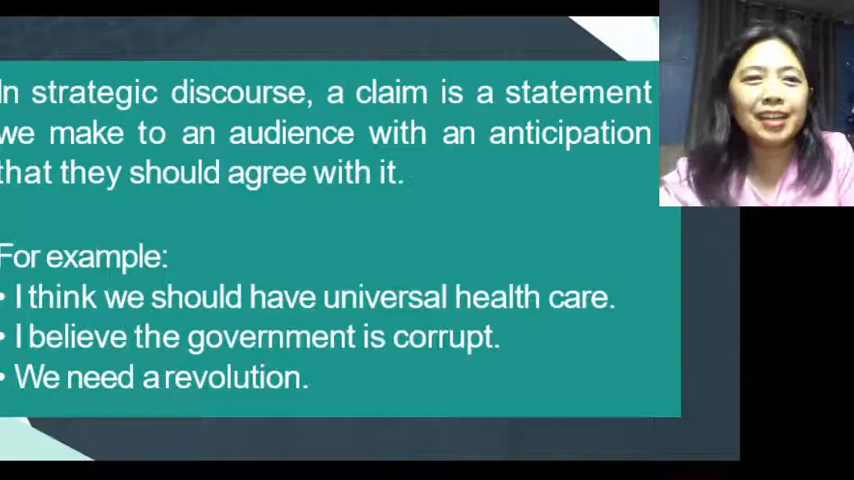 In strategic discourse, a claim is a statement
we make to an audience with an anticipation
that they should agree with it.
For example:
• I think we should have universal health care.
• I believe the government is corrupt.
• We need a revolution.